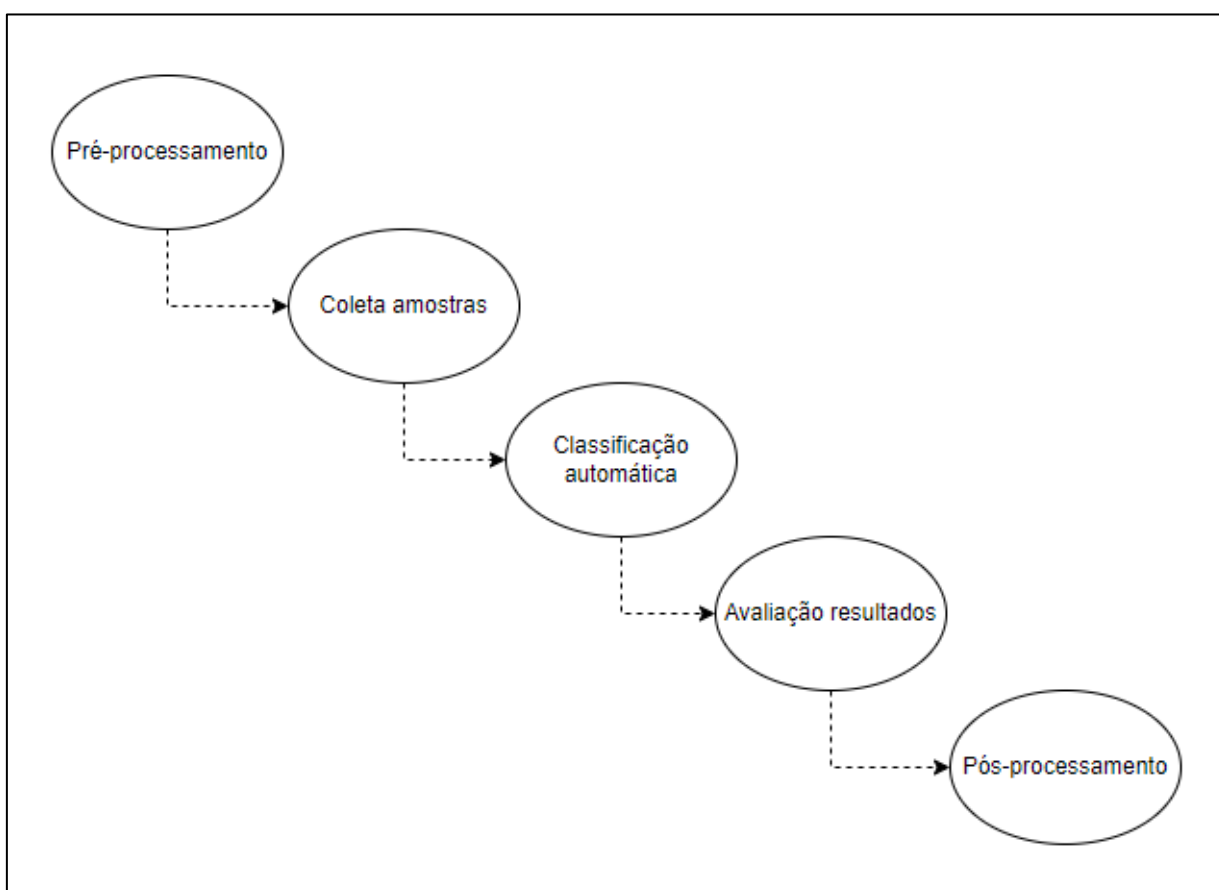 Pré-processamento
Coleta amostras
Classificação
automática
Avaliação resultados
Pós-processamento